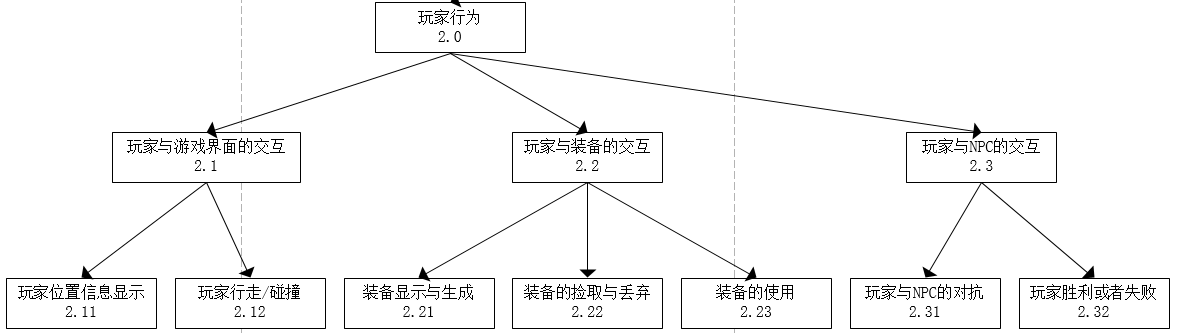 玩家行为
2.0
玩家与游戏界面的交互
2.1
玩家与装备的交互
2.2
玩家与NPC的交互
2.3
玩家位置信息显示
2.11
玩家行走/碰撞
2.12
装备显示与生成
2.21
装备的捡取与丢弃
2.22
装备的使用
2.23
玩家与NPC的对抗
2.31
玩家胜利或者失败
2.32